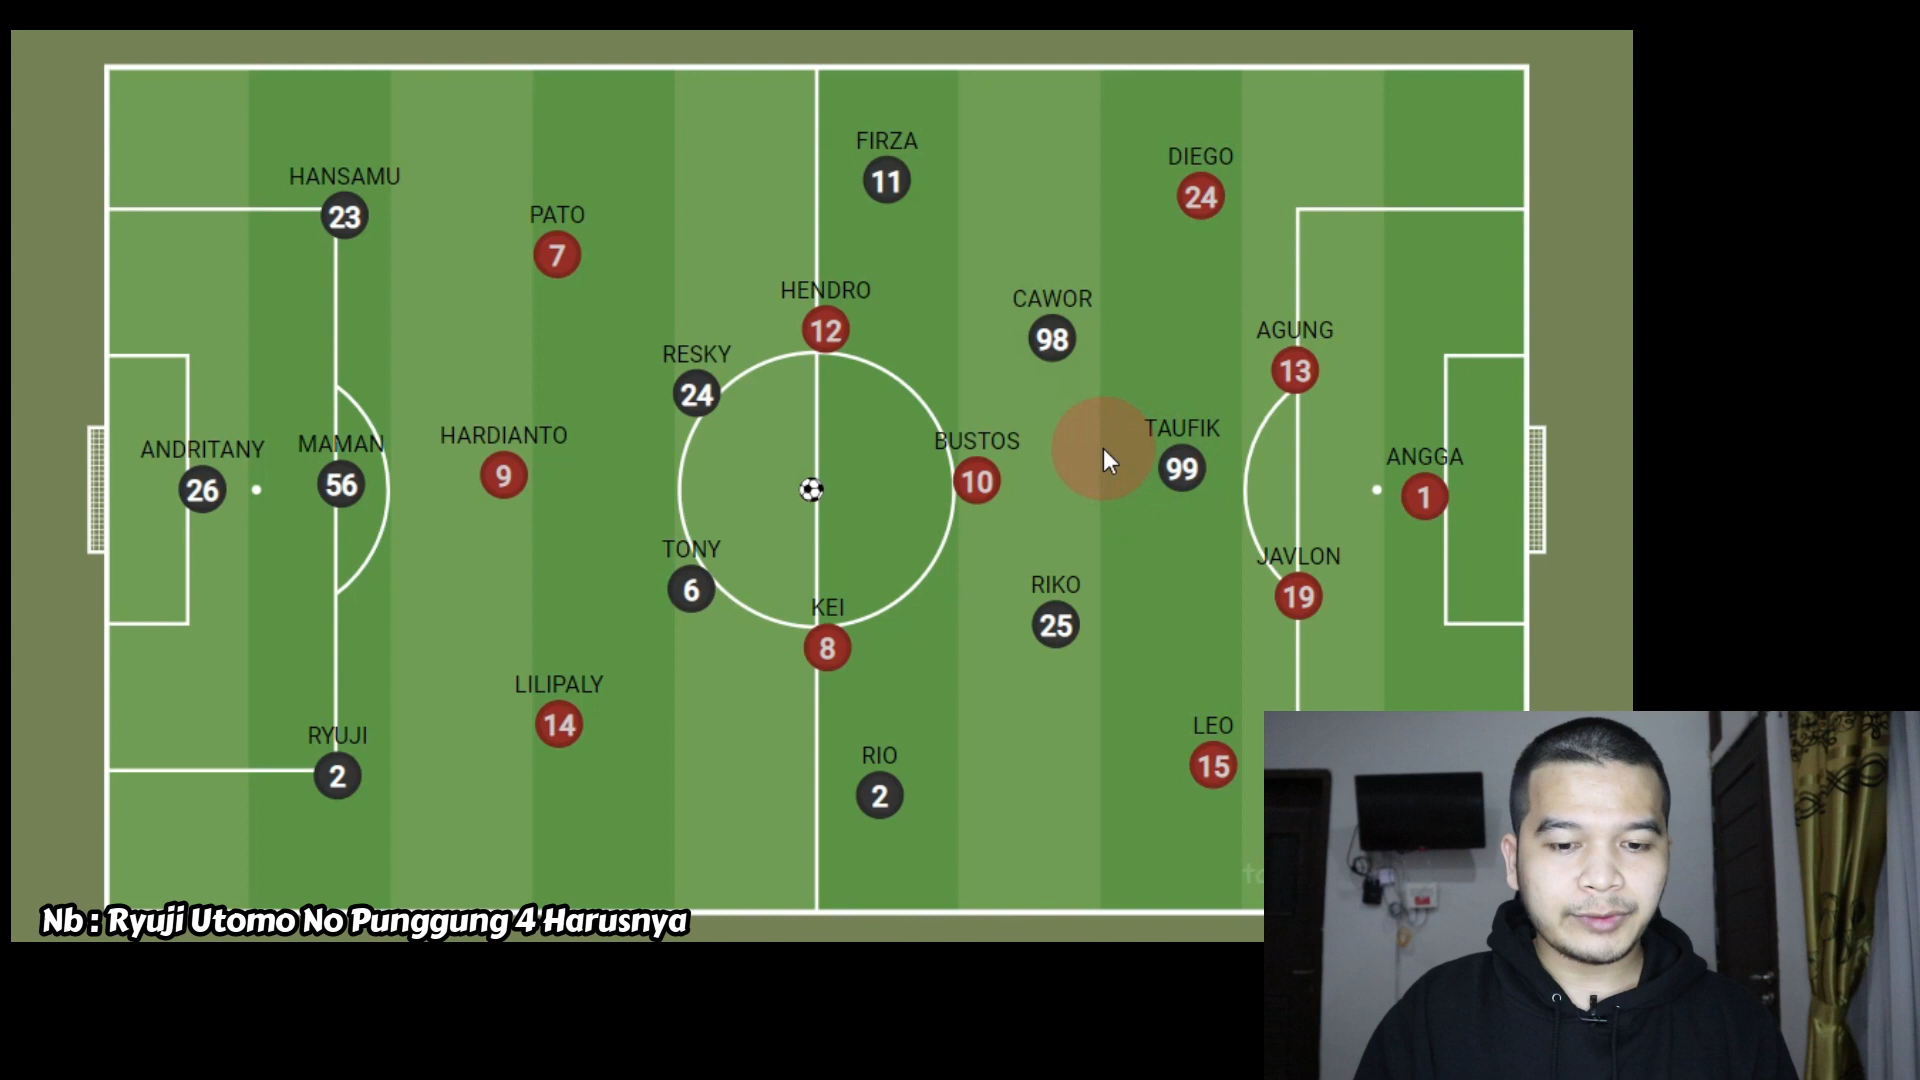 FIRZA
11
DIEGO
24
HANSAMU
23
PATO
7
HENDRO
12
CAWOR
98
AGUNG
13
RESKY
24
ANDRITANY
26
MAMAN
56
HARDIANTO
9
BUSTOS
10
TAUFIK
99
ANGGA
1
TONY
6
KEI
8
RIKO
25
JAVLON
19
LILIPALY
14
RYUJI
2
RIO
2
LEO
15
Nb : Ryuji Utomo No Punggung 4 Harusnya